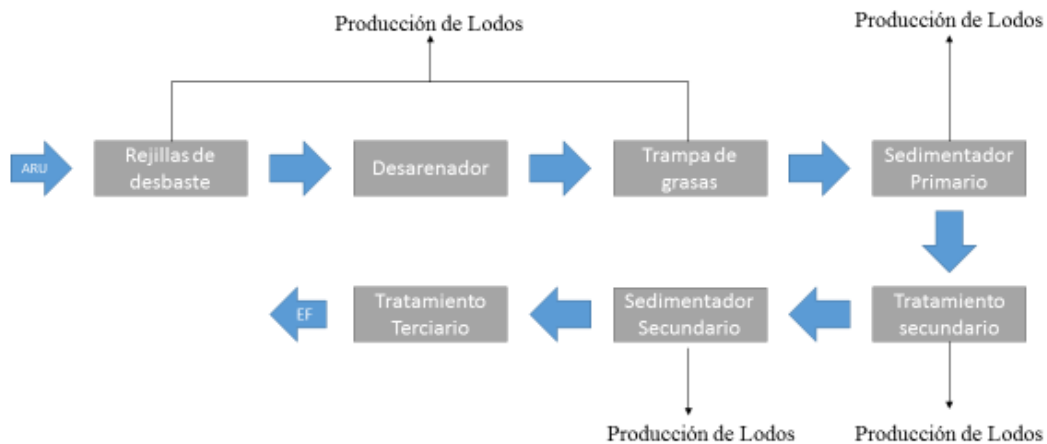 Producción de Lodos
Producción de Lodos
ARU
Rejillas de
desbaste
Desarenador
Trampa de
grasas
Sedimentador
Primario
EF
Tratamiento
Terciario
Sedimentador
Secundario
Tratamiento
secundario
Producción de Lodos
Producción de Lodos